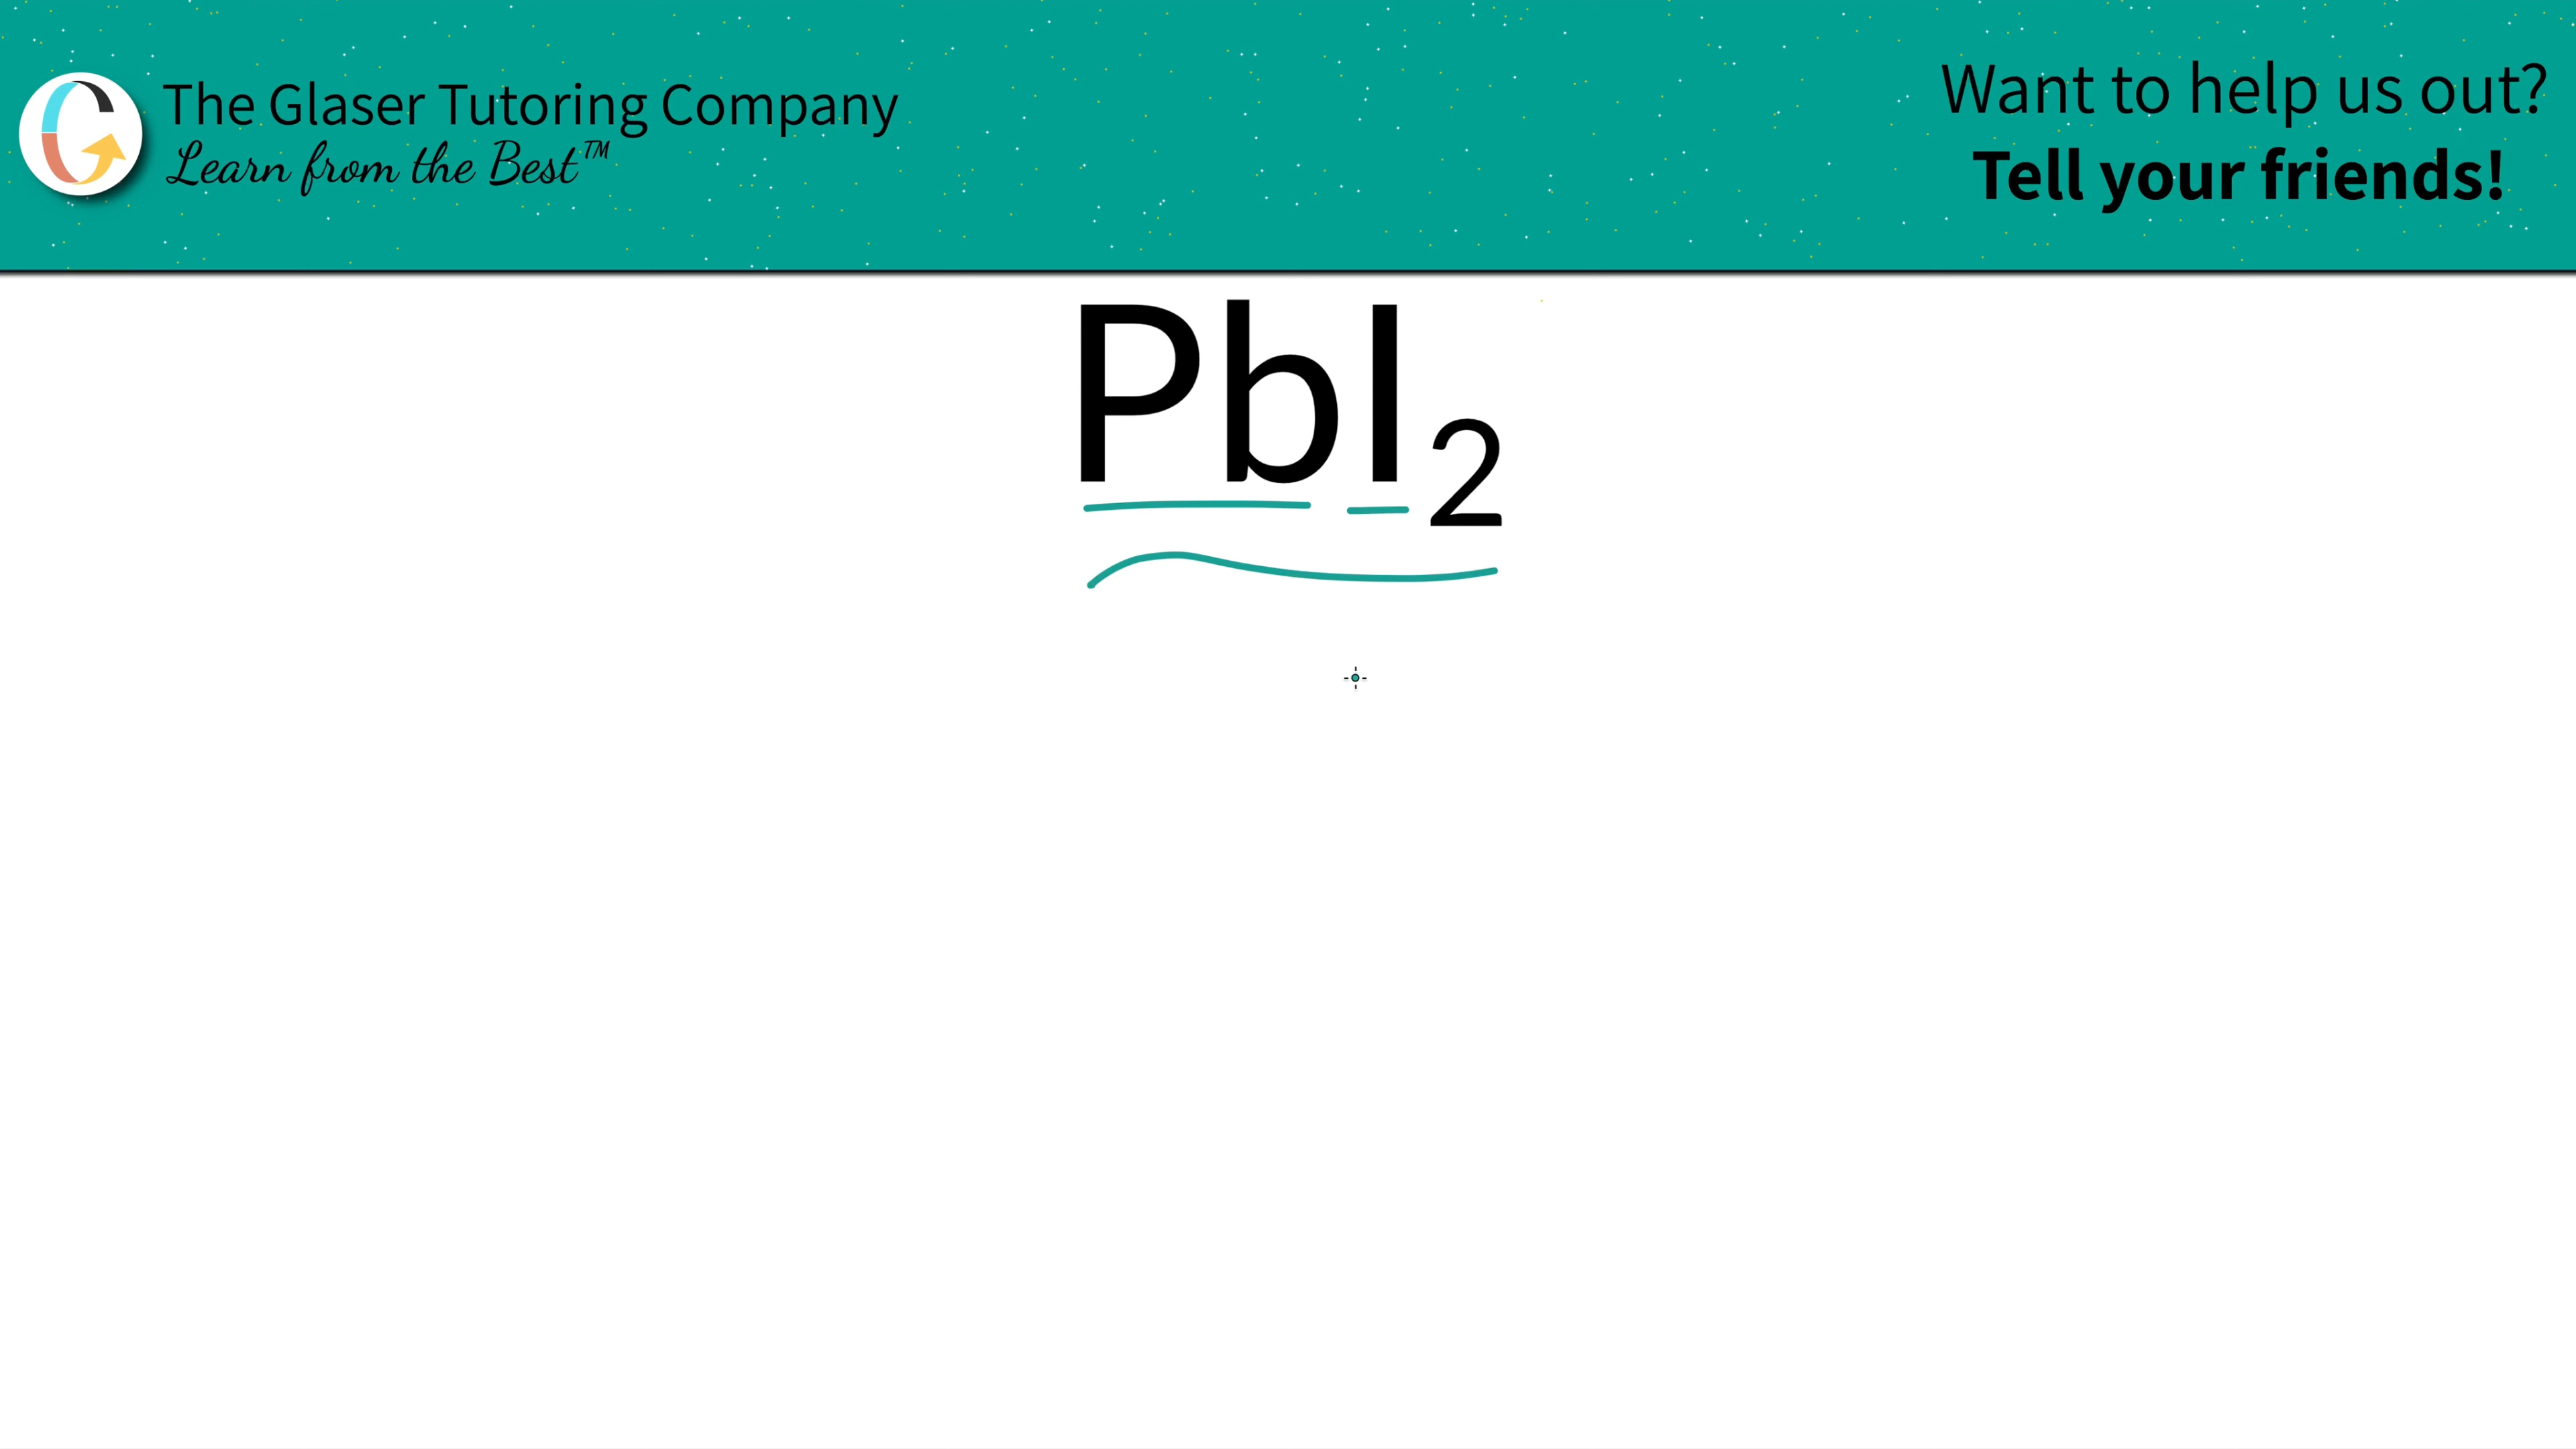 The Glaser Tutoring Company
Learn from the Best™
Want to help us out?
Tell your friends!
PbI₂